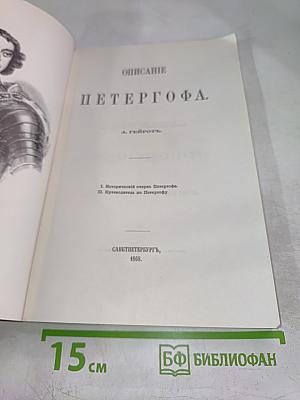 ОПИСАНІЕ
ПЕТЕРГОФА.
А. ГЕЙРОТЪ.
I. Историческій очеркъ Петергофа.
II. Путеводитель по Петергофу
САНКТПЕТЕРБУРГЪ,
1868.
15 см
БФ БИБЛИОФАН